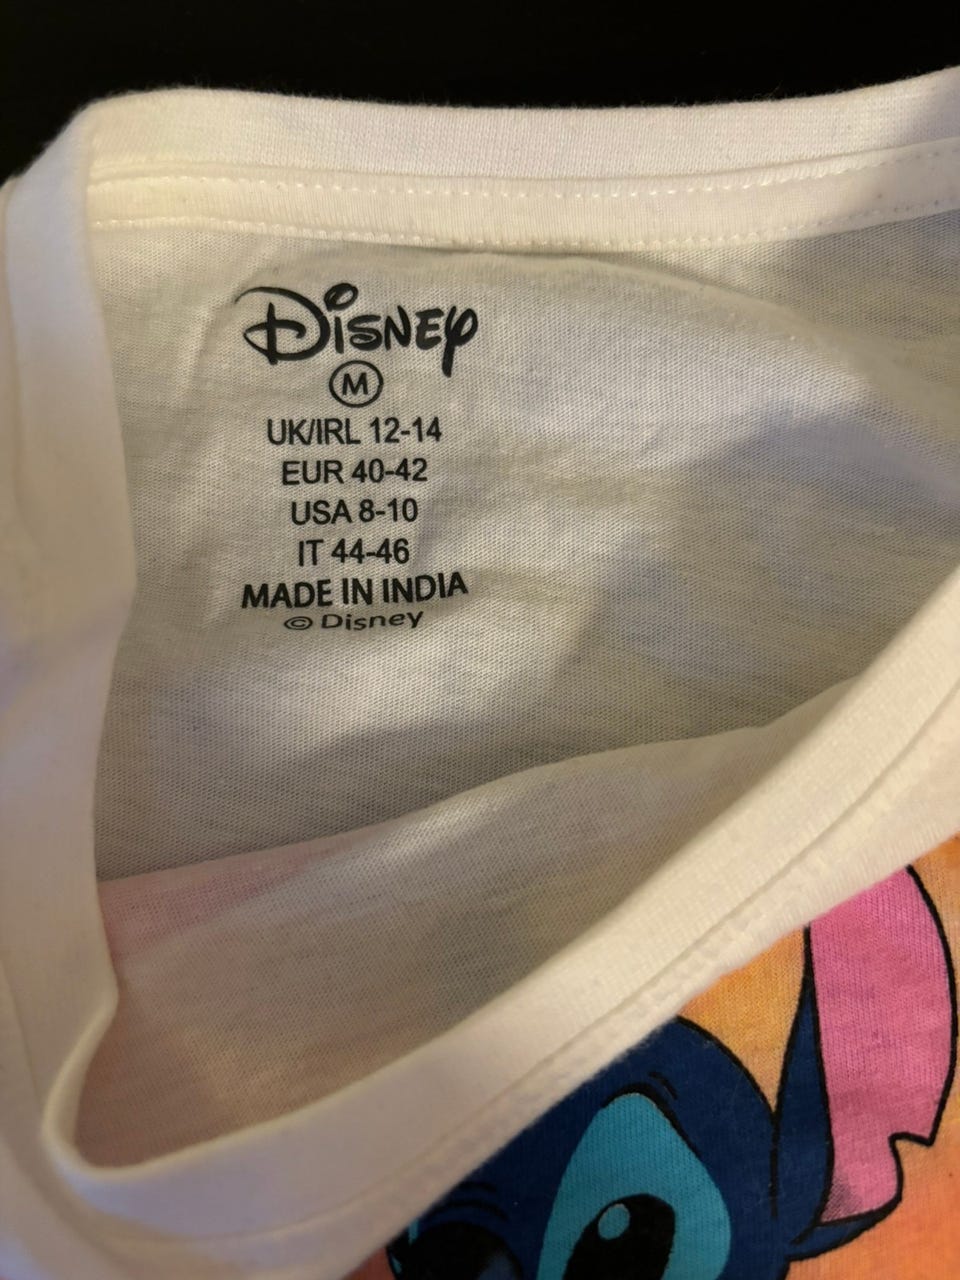 Disney
M
UK/IRL 12-14
EUR 40-42
USA 8-10
IT 44-46
MADE IN INDIA
© Disney